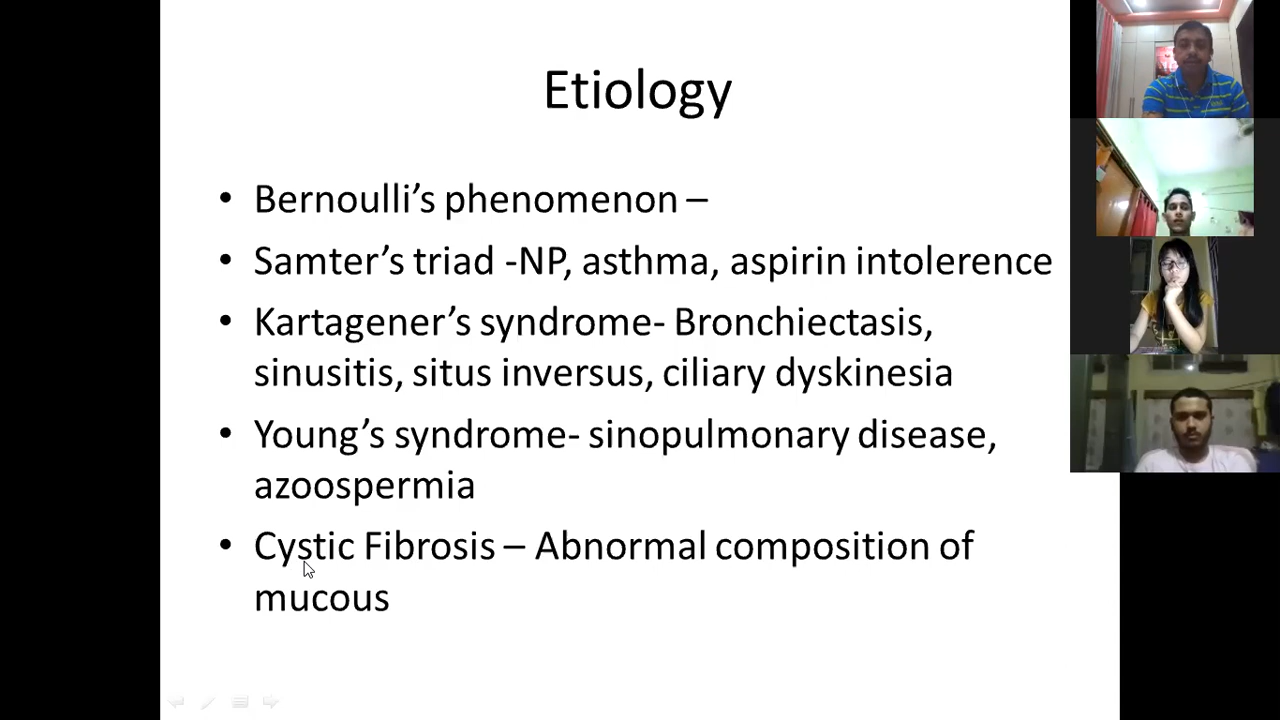 Etiology
• Bernoulli’s phenomenon –
• Samter’s triad -NP, asthma, aspirin intolerence
• Kartagener’s syndrome- Bronchiectasis,
sinusitis, situs inversus, ciliary dyskinesia
• Young’s syndrome- sinopulmonary disease,
azoospermia
• Cystic Fibrosis – Abnormal composition of
mucous